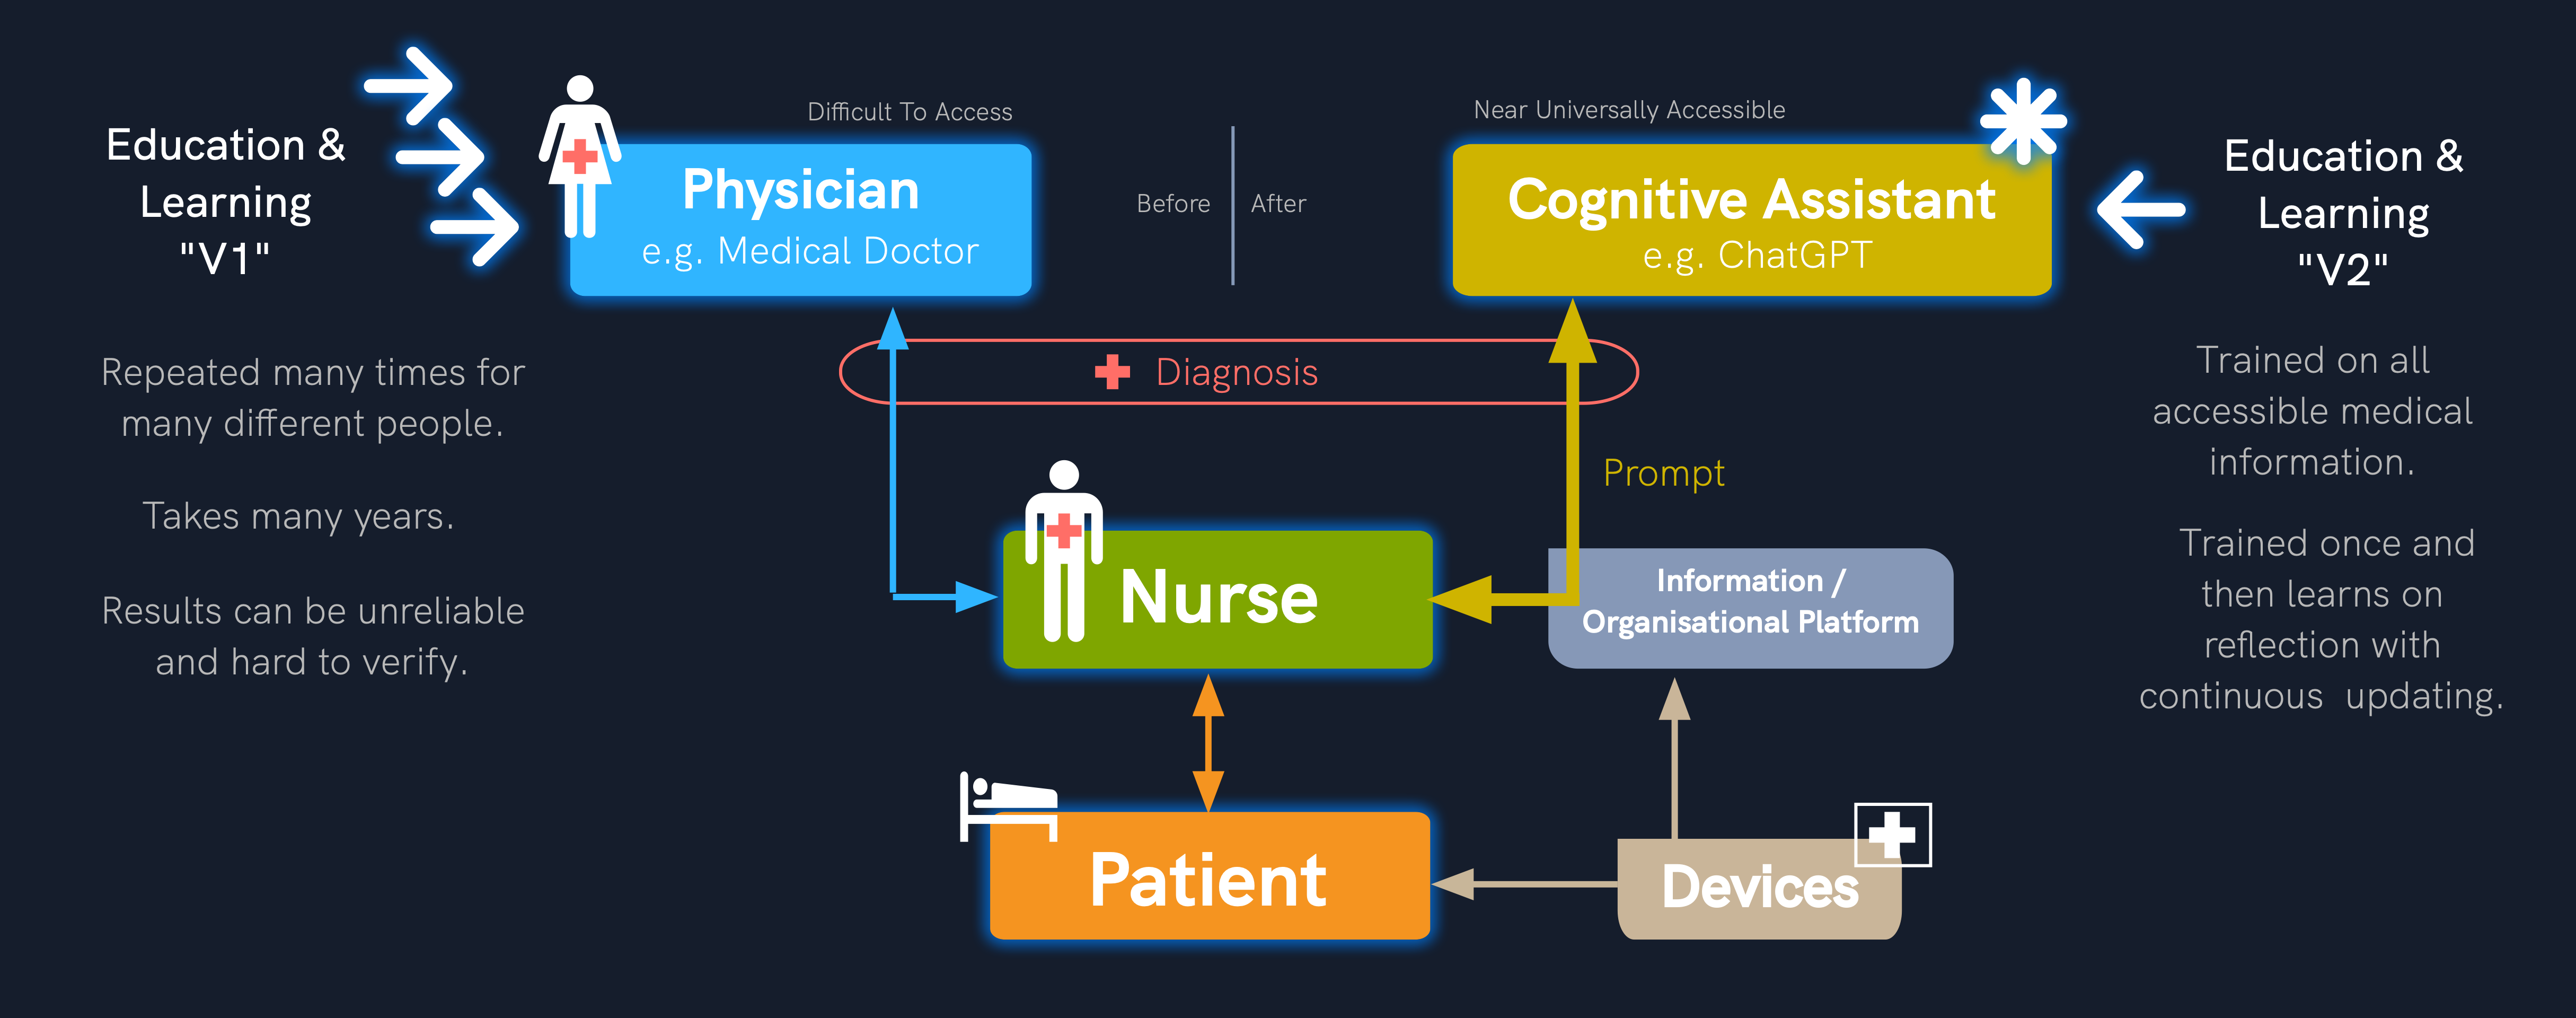 Education &
Learning
"V1"
Repeated many times for
many different people.
Takes many years.
Results can be unreliable
and hard to verify.
Difficult To Access
Physician
e.g. Medical Doctor
Before
After
Near Universally Accessible
Cognitive Assistant
e.g. ChatGPT
Education &
Learning
"V2"
Trained on all
accessible medical
information.
Trained once and
then learns on
reflection with
continuous  updating.
Diagnosis
Prompt
Nurse
Information /
Organisational Platform
Patient
Devices